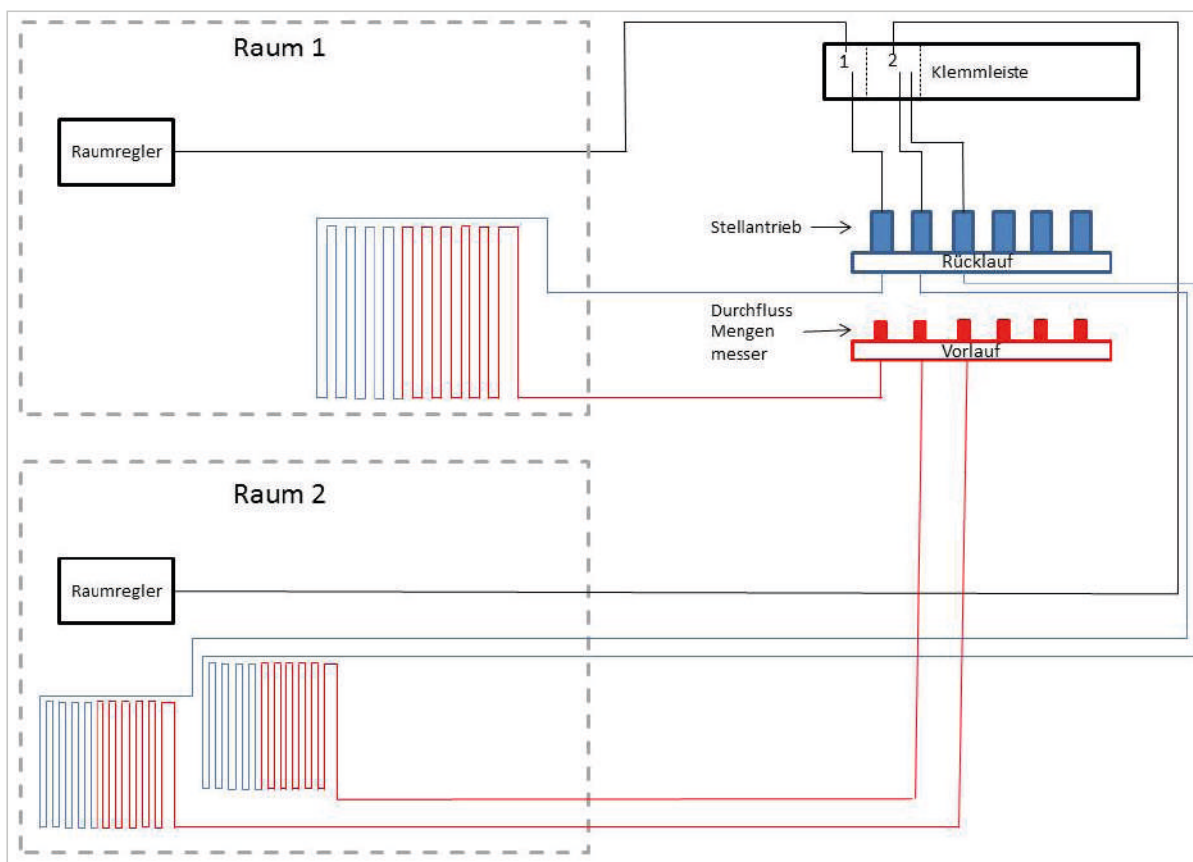 Raum 1
1
2
Klemmleiste
Raumregler
Stellantrieb
Rücklauf
Durchfluss
Mengen
messer
Vorlauf
Raum 2
Raumregler